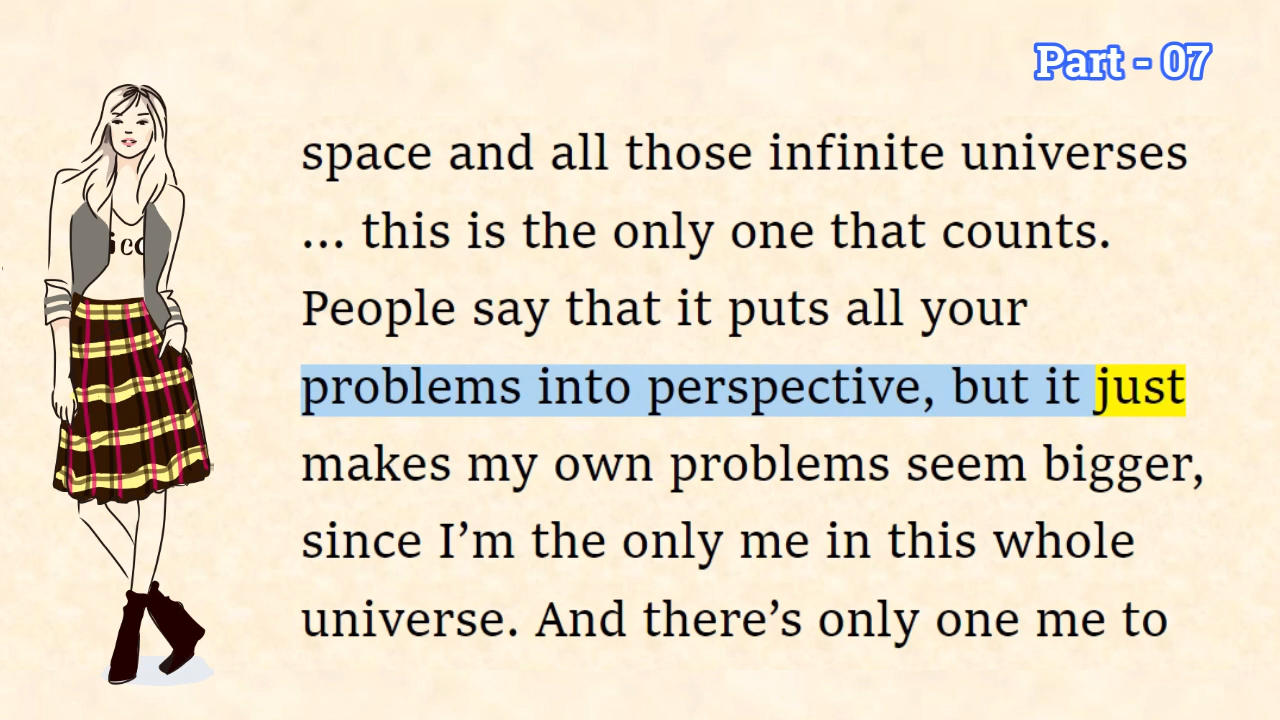 Part - 07
space and all those infinite universes
... this is the only one that counts.
People say that it puts all your
problems into perspective, but it just
makes my own problems seem bigger,
since I’m the only me in this whole
universe. And there’s only one me to